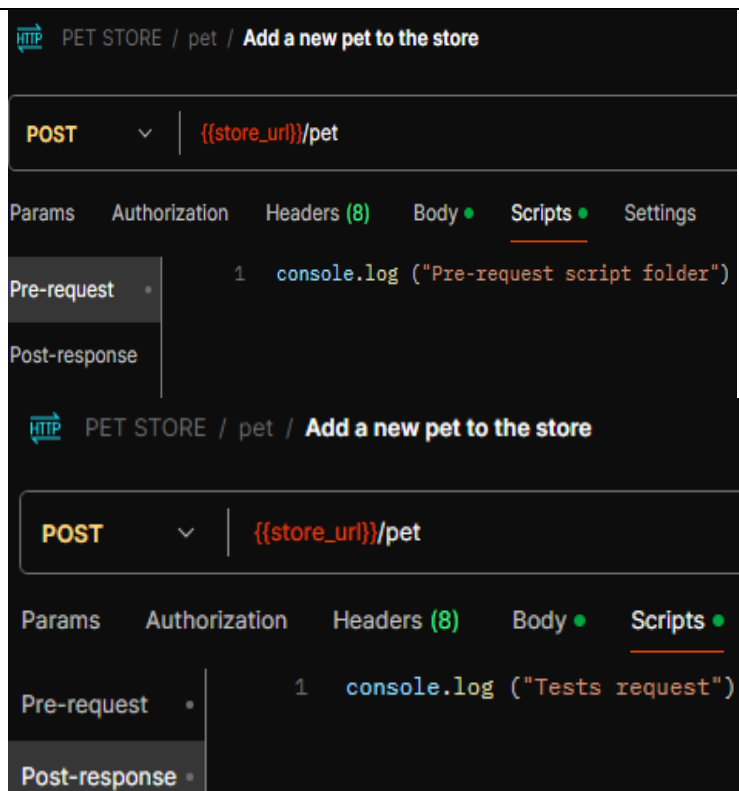 HTTP PET STORE / pet / Add a new pet to the store
POST {{store_url}}/pet
Params Authorization Headers (8) Body Scripts Settings
Pre-request 1 console.log ("Pre-request script folder")
Post-response
HTTP PET STORE / pet / Add a new pet to the store
POST {{store_url}}/pet
Params Authorization Headers (8) Body Scripts
Pre-request 1 console.log ("Tests request")
Post-response